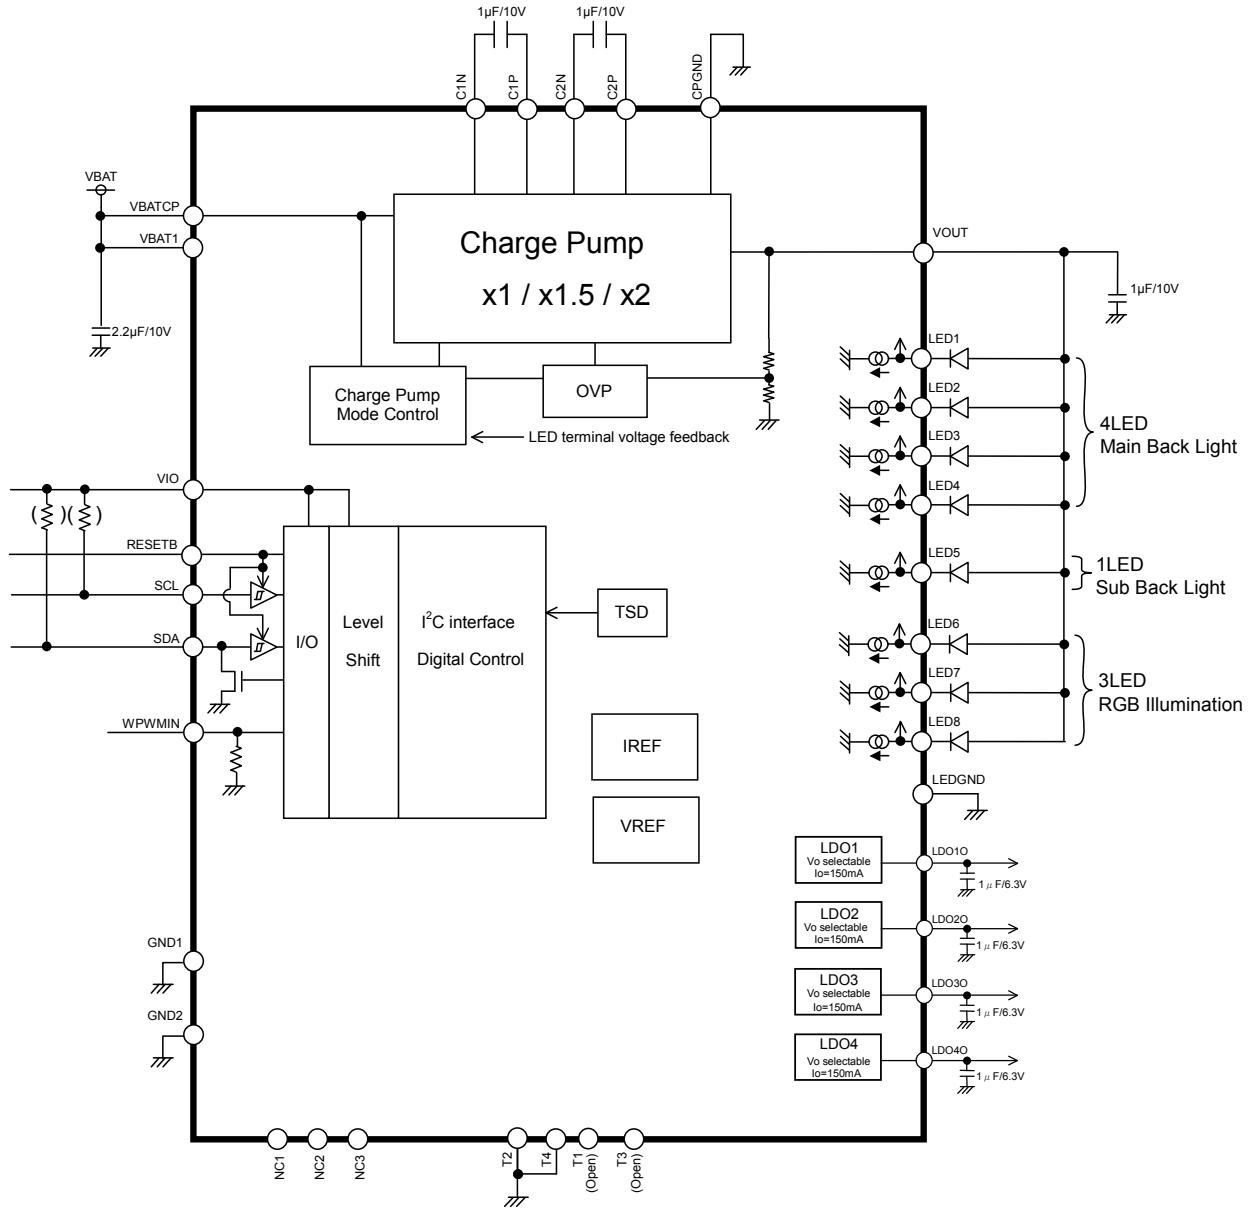 1µF/10V
1µF/10V
C1N
C1P
C2N
C2P
CPGND
VBAT
VBATCP
VBAT1
2.2µF/10V
Charge Pump
x1 / x1.5 / x2
VOUT
1µF/10V
Charge Pump
Mode Control
OVP
LED terminal voltage feedback
LED1
LED2
LED3
LED4
4LED
Main Back Light
LED5
1LED
Sub Back Light
LED6
LED7
LED8
3LED
RGB Illumination
LEDGND
VIO
( )
( )
RESETB
SCL
SDA
WPWMIN
I/O
Level
Shift
I²C interface
Digital Control
TSD
IREF
VREF
LDO1
Vo selectable
Io=150mA
LDO1O
1µF/6.3V
LDO2
Vo selectable
Io=150mA
LDO2O
1µF/6.3V
LDO3
Vo selectable
Io=150mA
LDO3O
1µF/6.3V
LDO4
Vo selectable
Io=150mA
LDO4O
1µF/6.3V
GND1
GND2
NC1
NC2
NC3
T2
T4
T1
(Open)
T3
(Open)